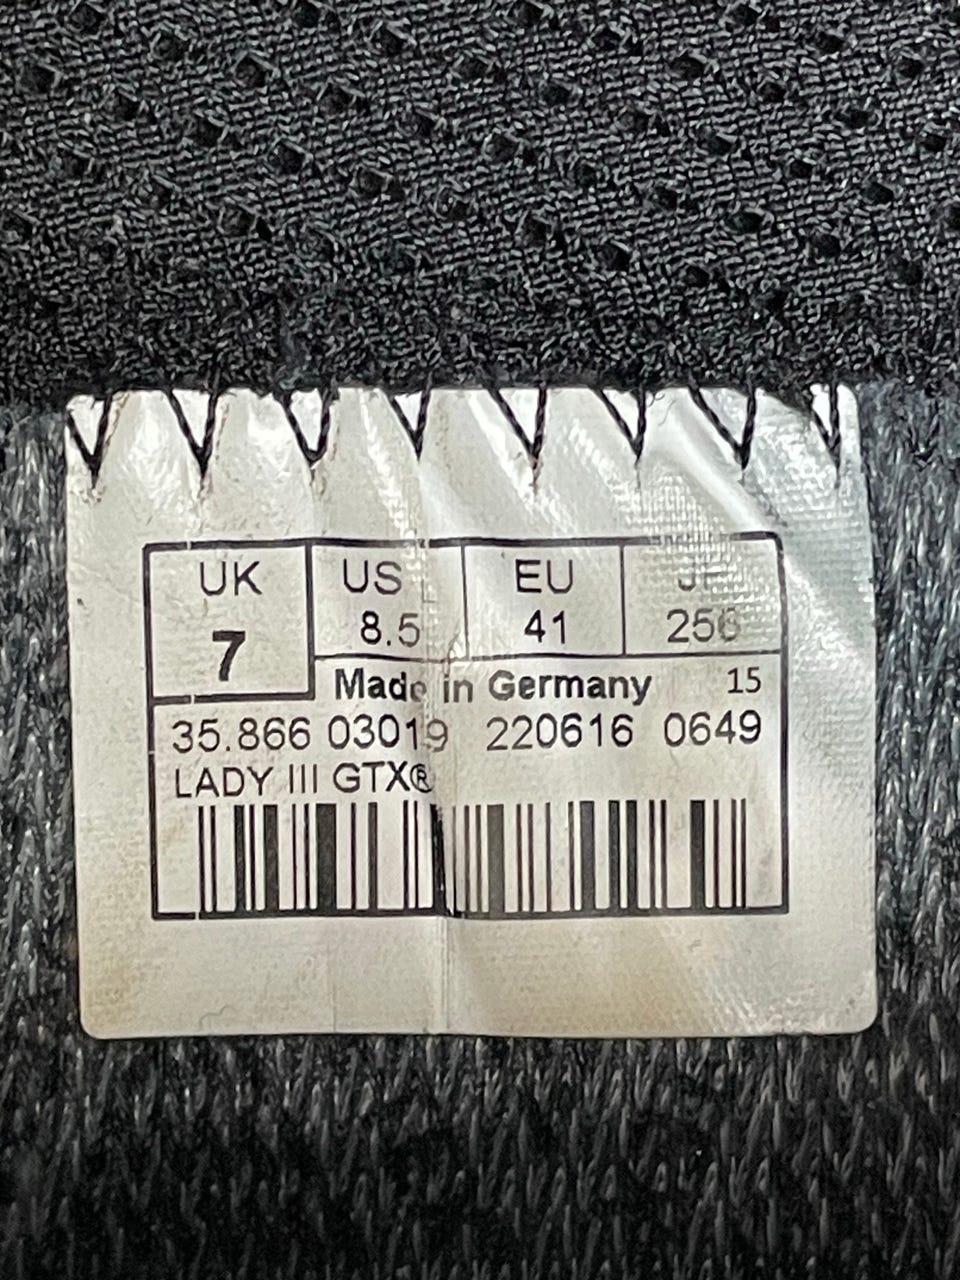 UK US EU
7 8.5 41
Made in Germany 15
35.866 03019 220616 0649
LADY III GTX®